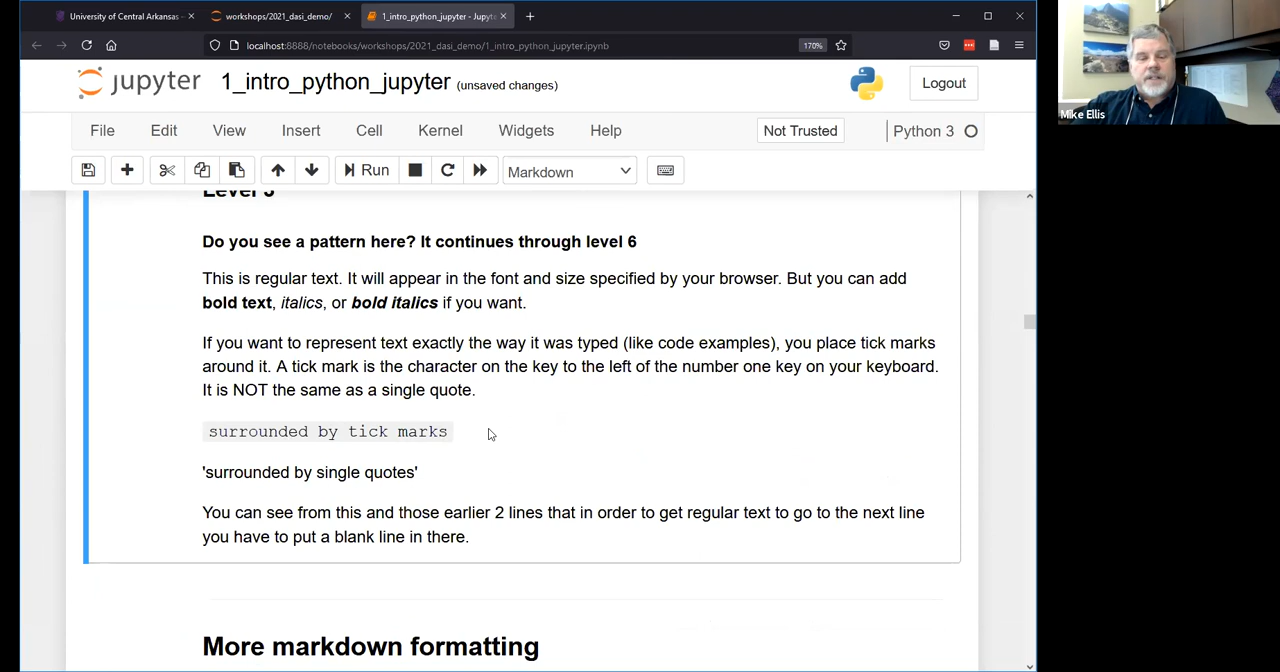 University of Central Arkansas -
workshops/2021_dasi_demo/
1_intro_python_jupyter - Jupyt
localhost:8888/notebooks/workshops/2021_dasi_demo/1_intro_python_jupyter.ipynb
170%
jupyter 1_intro_python_jupyter (unsaved changes)
Logout
File Edit View Insert Cell Kernel Widgets Help
Not Trusted
Python 3
Run
Markdown
Level 5
Do you see a pattern here? It continues through level 6
This is regular text. It will appear in the font and size specified by your browser. But you can add
bold text, italics, or bold italics if you want.
If you want to represent text exactly the way it was typed (like code examples), you place tick marks
around it. A tick mark is the character on the key to the left of the number one key on your keyboard.
It is NOT the same as a single quote.
surrounded by tick marks
'surrounded by single quotes'
You can see from this and those earlier 2 lines that in order to get regular text to go to the next line
you have to put a blank line in there.
More markdown formatting
Mike Ellis